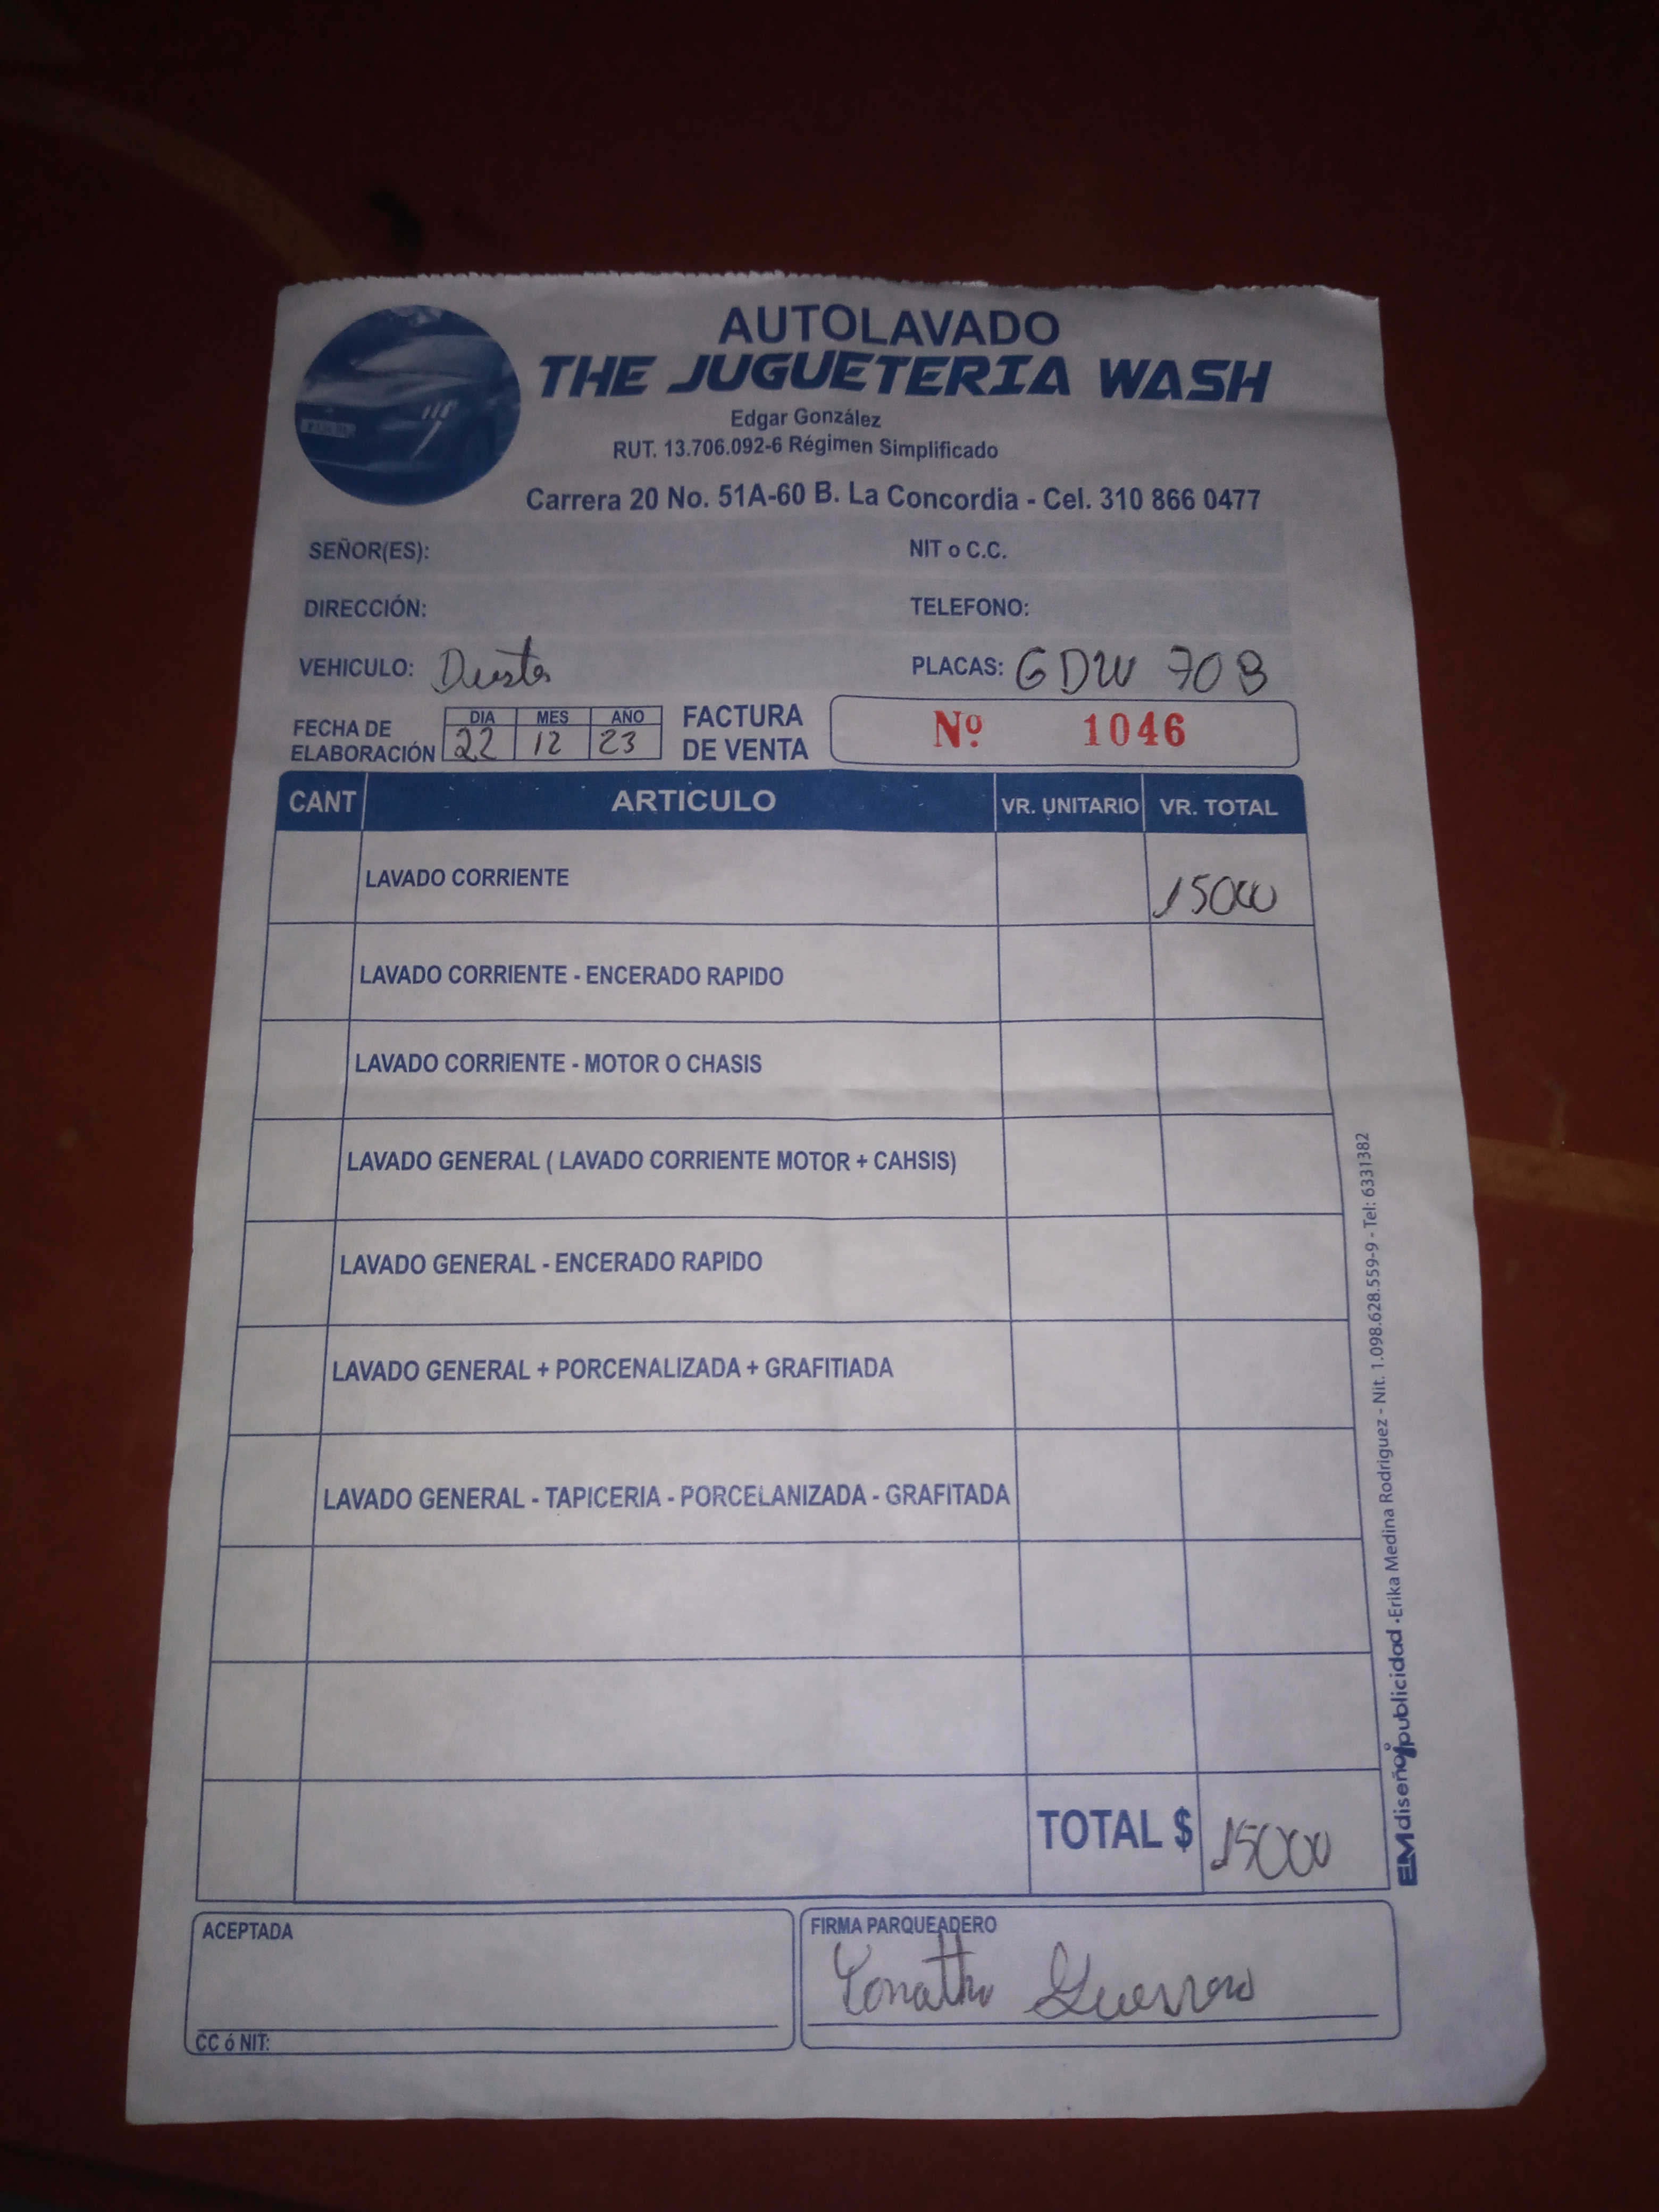 AUTOLAVADO
THE JUGUETERIA WASH
Edgar González
RUT. 13.706.092-6 Régimen Simplificado
Carrera 20 No. 51A-60 B. La Concordia - Cel. 310 866 0477
SEÑOR(ES): NIT o C.C.
DIRECCIÓN: TELEFONO:
VEHICULO: Duster PLACAS: GDW 708
FECHA DE ELABORACIÓN DIA MES AÑO 22 12 23 FACTURA DE VENTA Nº 1046
CANT ARTICULO VR. UNITARIO VR. TOTAL
LAVADO CORRIENTE 15000
LAVADO CORRIENTE - ENCERADO RAPIDO
LAVADO CORRIENTE - MOTOR O CHASIS
LAVADO GENERAL ( LAVADO CORRIENTE MOTOR + CAHSIS)
LAVADO GENERAL - ENCERADO RAPIDO
LAVADO GENERAL + PORCENALIZADA + GRAFITIADA
LAVADO GENERAL - TAPICERIA - PORCELANIZADA - GRAFITADA
TOTAL $ 15000
ACEPTADA
CC ó NIT:
FIRMA PARQUEADERO
Guerrero
EMdiseño publicidad - Erika Medina Rodriguez - Nit. 1.098.628.559-9 - Tel: 6331382